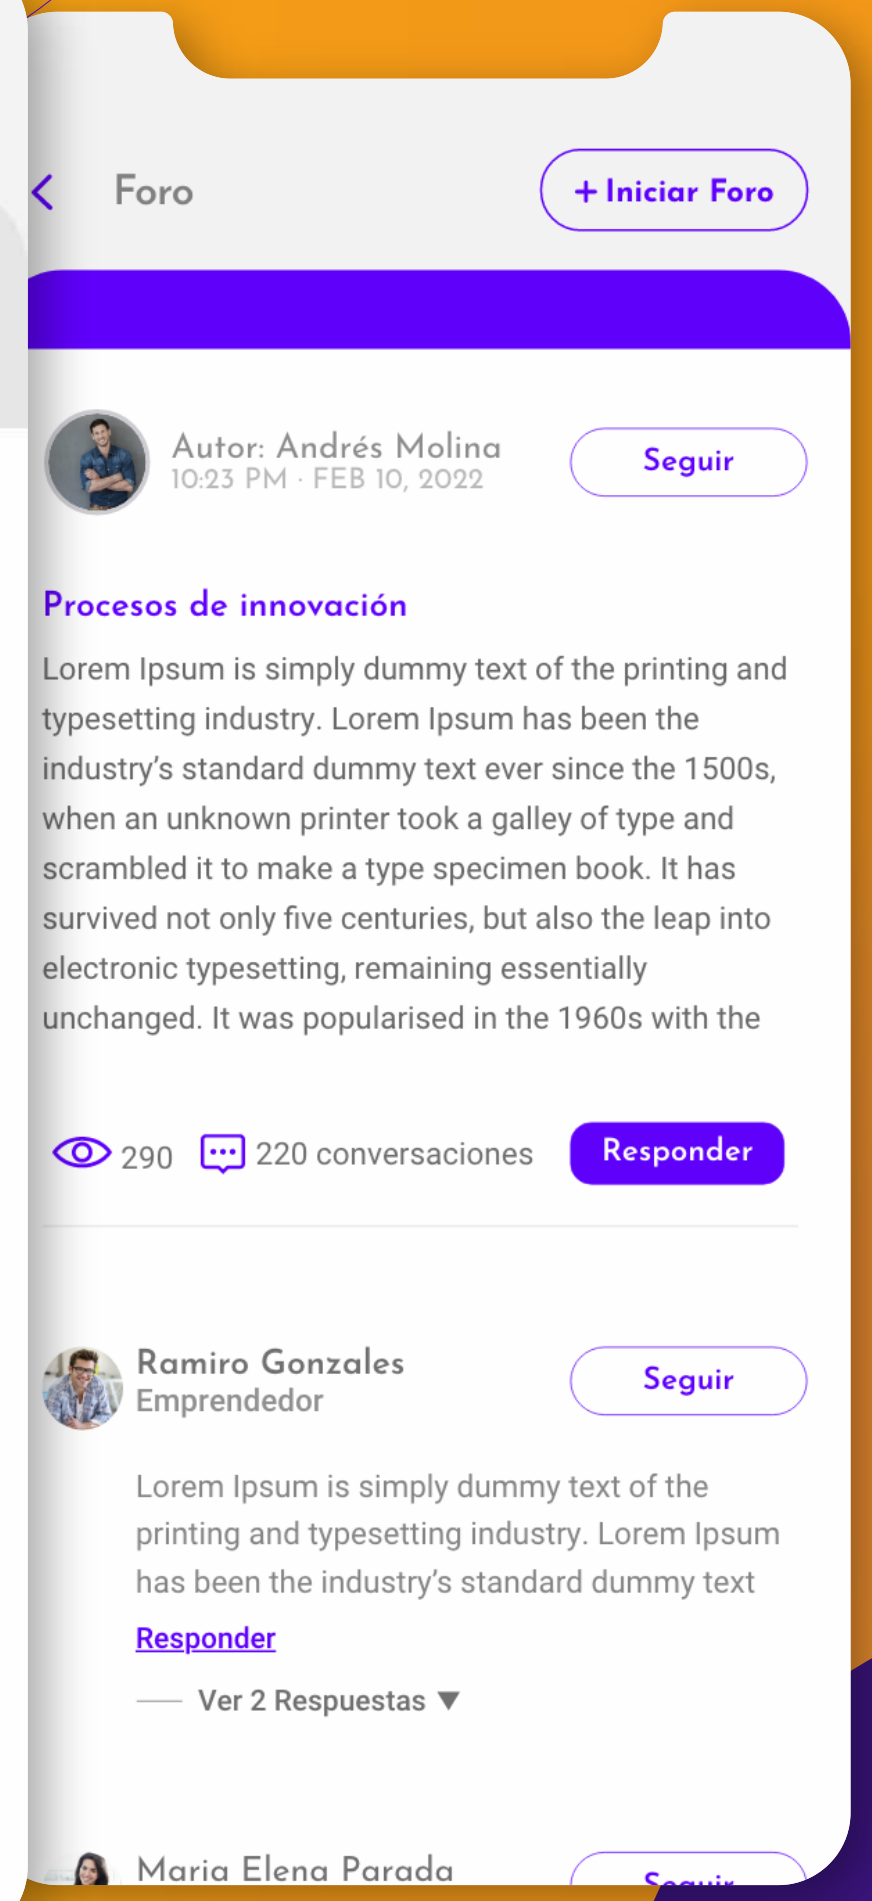 Foro
+ Iniciar Foro
Autor: Andrés Molina
10:23 PM · FEB 10, 2022
Seguir
Procesos de innovación
Lorem Ipsum is simply dummy text of the printing and
typesetting industry. Lorem Ipsum has been the
industry’s standard dummy text ever since the 1500s,
when an unknown printer took a galley of type and
scrambled it to make a type specimen book. It has
survived not only five centuries, but also the leap into
electronic typesetting, remaining essentially
unchanged. It was popularised in the 1960s with the
290
220 conversaciones
Responder
Ramiro Gonzales
Emprendedor
Seguir
Lorem Ipsum is simply dummy text of the
printing and typesetting industry. Lorem Ipsum
has been the industry’s standard dummy text
Responder
Ver 2 Respuestas ▼
Maria Elena Parada
Seguir